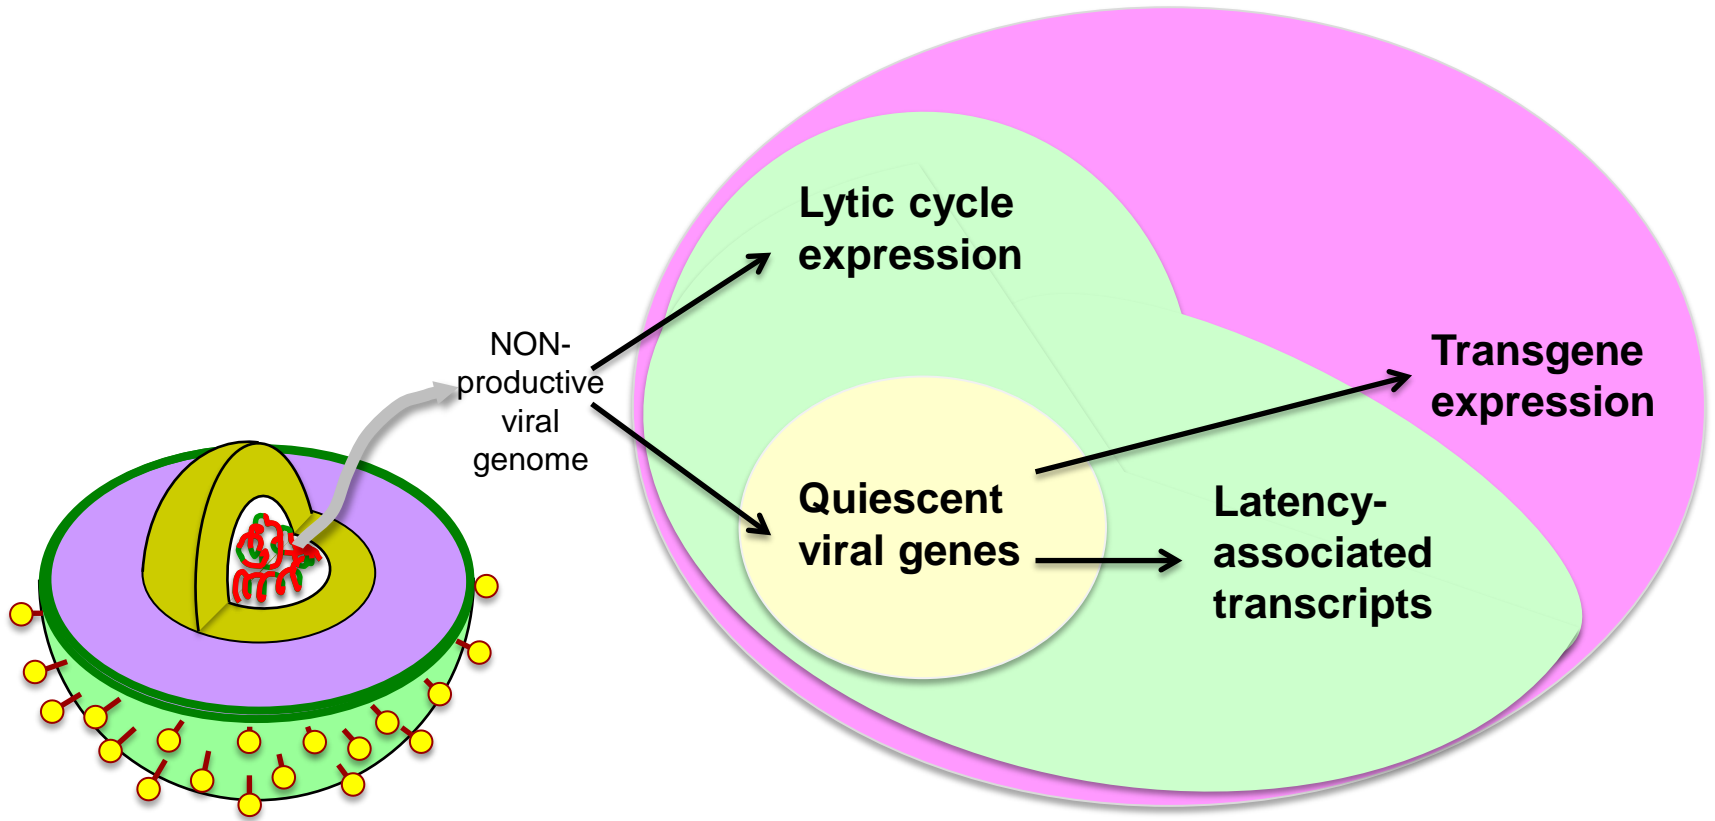 Lytic cycle
expression
NON-
productive
viral
genome
Transgene
expression
Quiescent
viral genes
Latency-
associated
transcripts